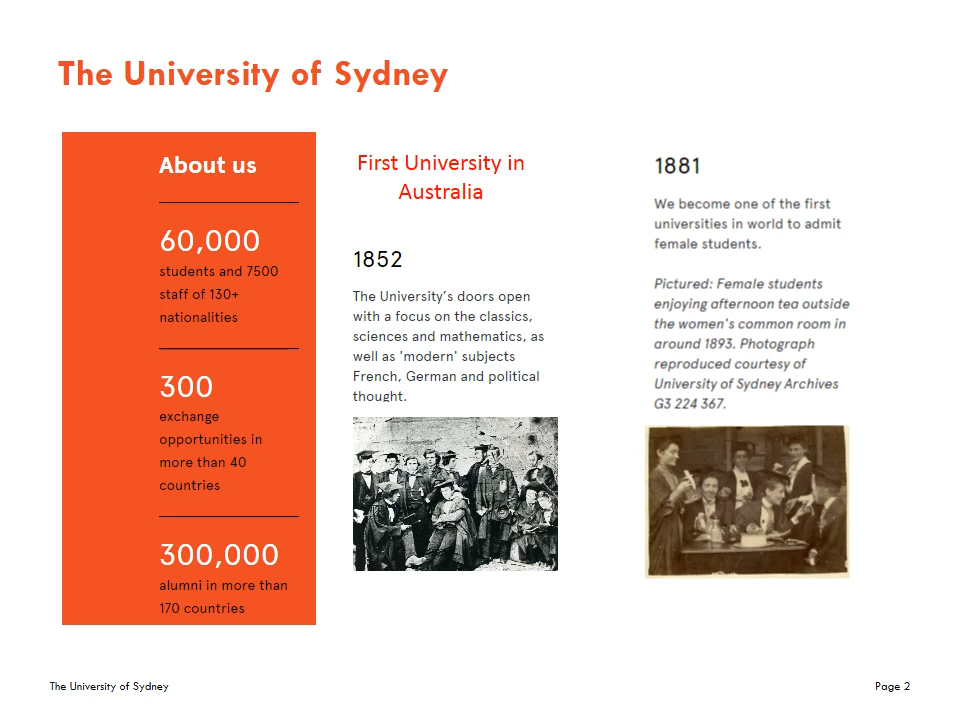 The University of Sydney
About us
60,000
students and 7500
staff of 130+
nationalities
300
exchange
opportunities in
more than 40
countries
300,000
alumni in more than
170 countries
First University in
Australia
1852
The University's doors open
with a focus on the classics,
sciences and mathematics, as
well as 'modern' subjects
French, German and political
thought.
1881
We become one of the first
universities in world to admit
female students.
Pictured: Female students
enjoying afternoon tea outside
the women's common room in
around 1893. Photograph
reproduced courtesy of
University of Sydney Archives
G3 224 367.
The University of Sydney
Page 2